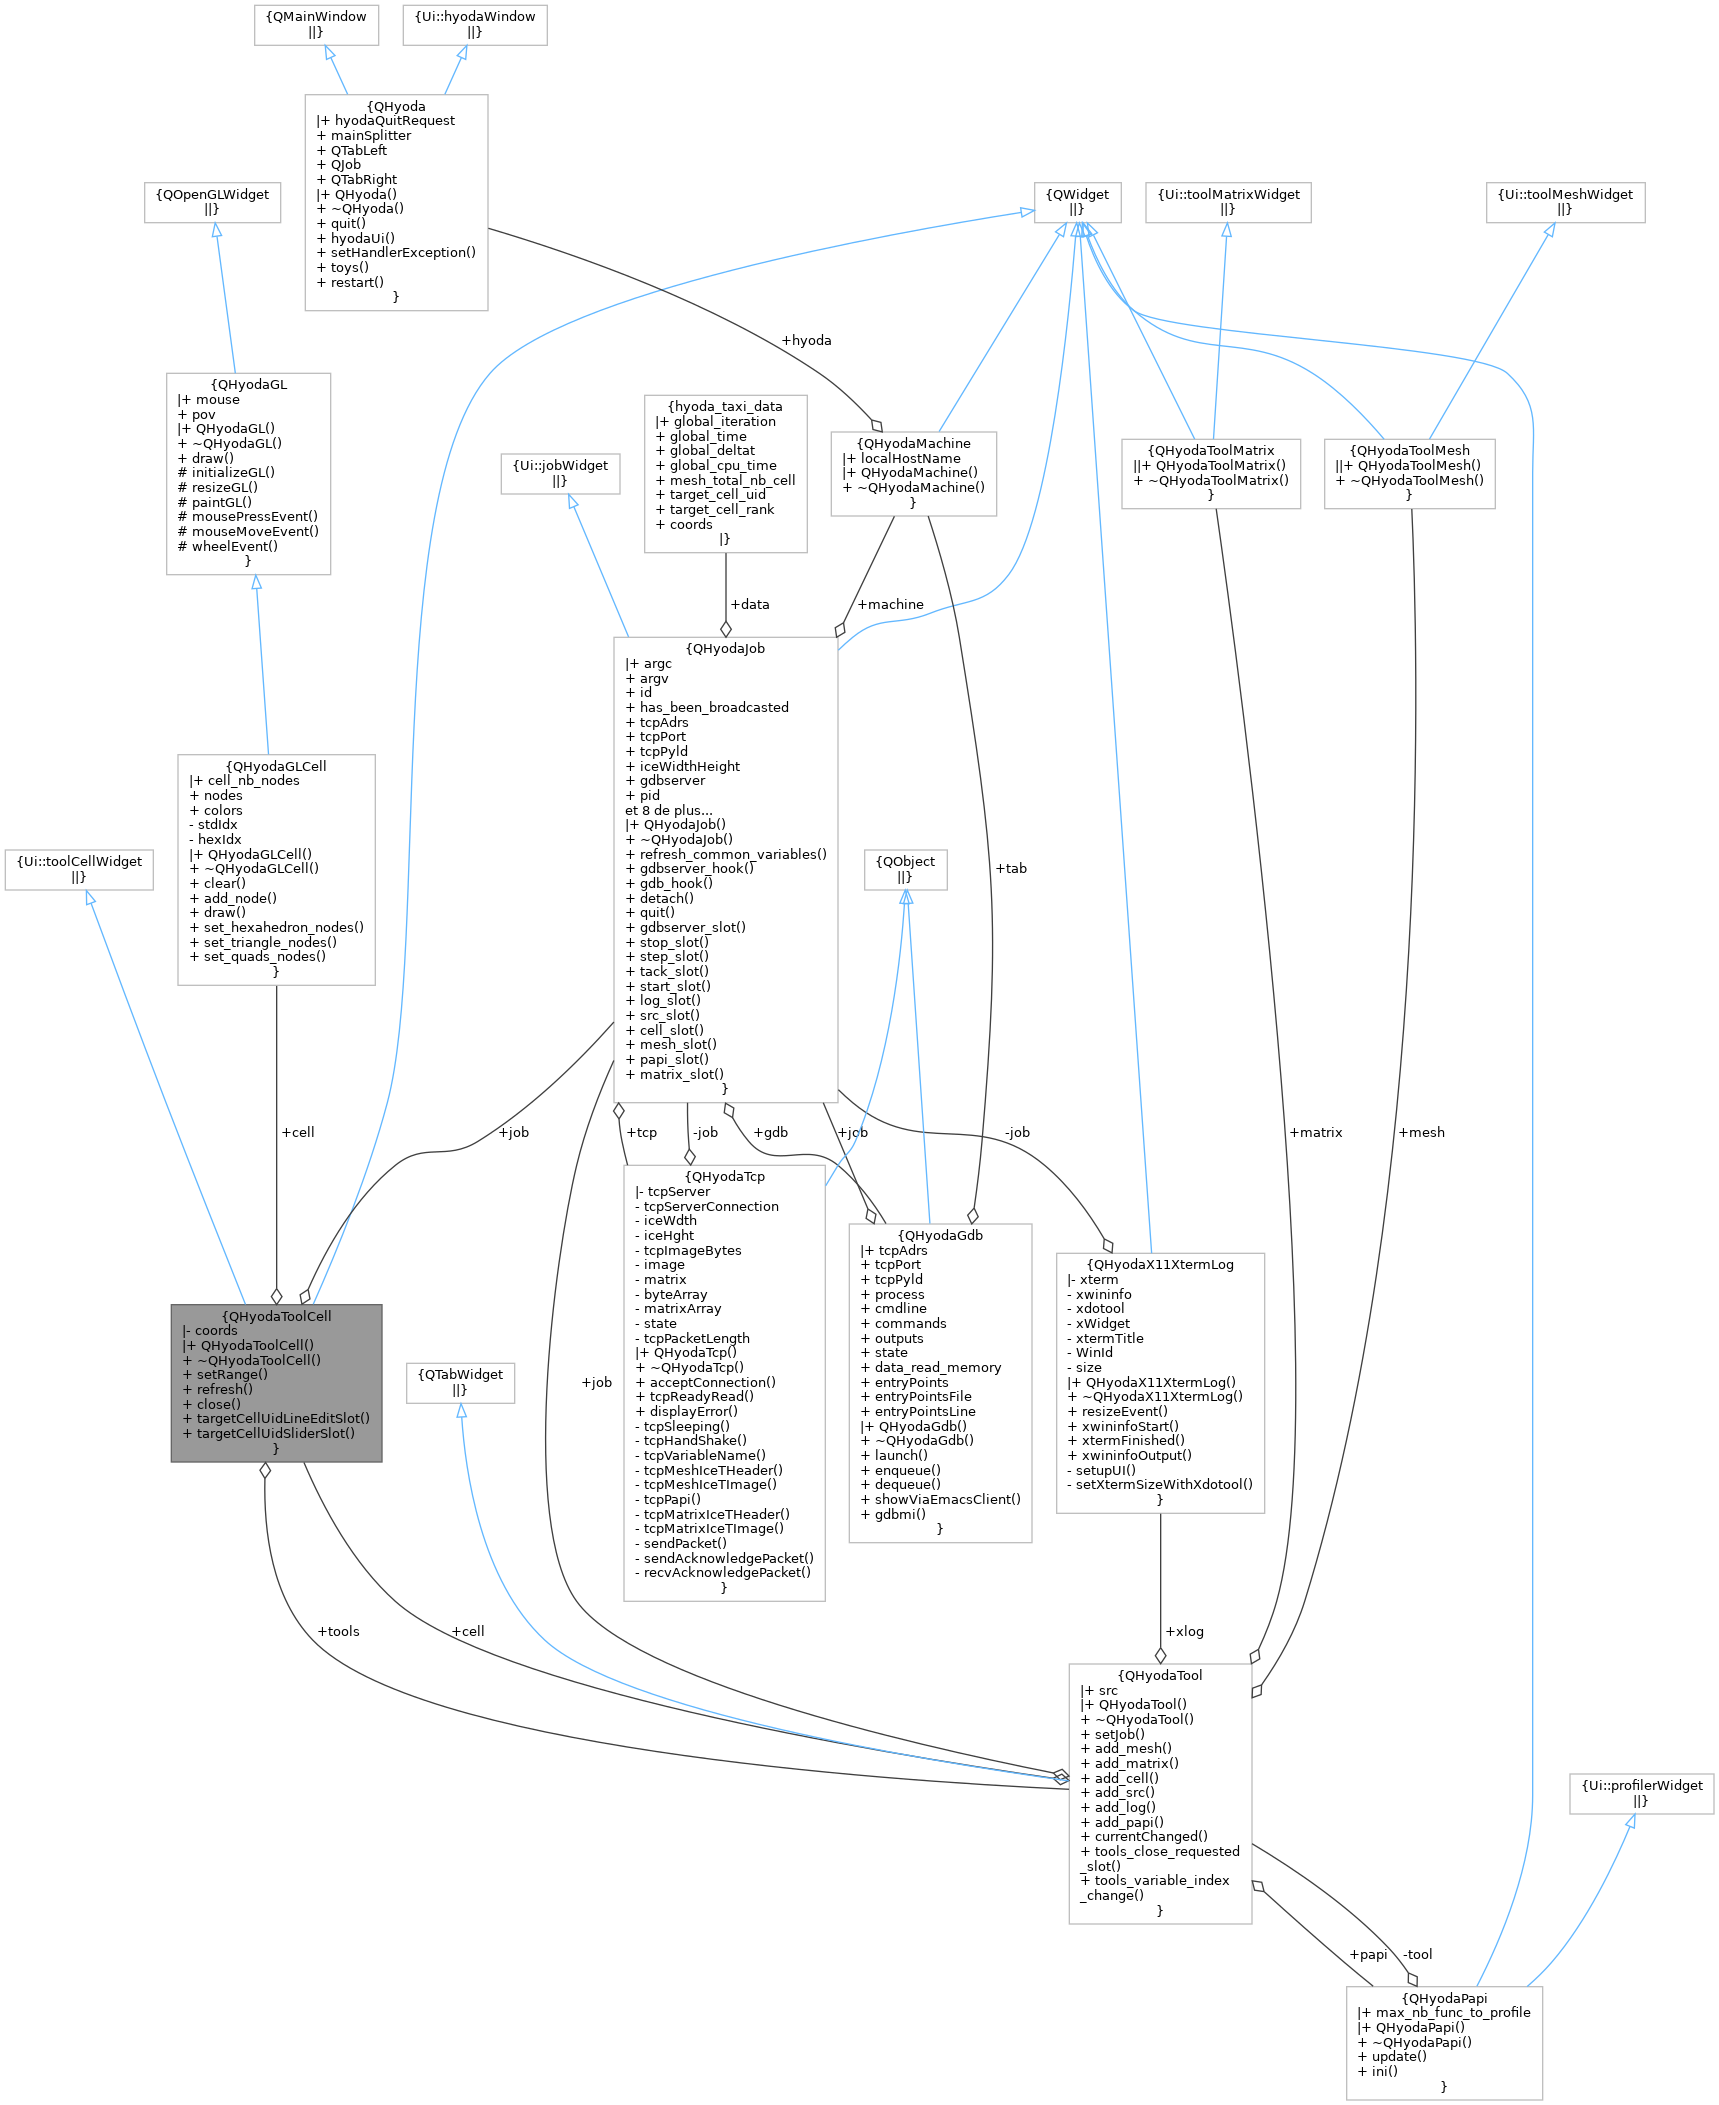 {QMainWindow
||}
{Ui::hyodaWindow
||}
{QHyoda
|+ hyodaQuitRequest
+ mainSplitter
+ QTabLeft
+ QJob
+ QTabRight
|+ QHyoda()
+ ~QHyoda()
+ quit()
+ hyodaUi()
+ setHandlerException()
+ toys()
+ restart()
}
{QOpenGLWidget
||}
{QWidget
||}
{Ui::toolMatrixWidget
||}
{Ui::toolMeshWidget
||}
+hyoda
{QHyodaGL
|+ mouse
+ pov
|+ QHyodaGL()
+ ~QHyodaGL()
+ draw()
# initializeGL()
# resizeGL()
# paintGL()
# mousePressEvent()
# mouseMoveEvent()
# wheelEvent()
}
{hyoda_taxi_data
|+ global_iteration
+ global_time
+ global_deltat
+ global_cpu_time
+ mesh_total_nb_cell
+ target_cell_uid
+ target_cell_rank
+ coords
|}
{QHyodaMachine
|+ localHostName
|+ QHyodaMachine()
+ ~QHyodaMachine()
}
{QHyodaToolMatrix
||+ QHyodaToolMatrix()
+ ~QHyodaToolMatrix()
}
{QHyodaToolMesh
||+ QHyodaToolMesh()
+ ~QHyodaToolMesh()
}
{Ui::jobWidget
||}
+data
+machine
{QHyodaJob
|+ argc
+ argv
+ id
+ has_been_broadcasted
+ tcpAdrs
+ tcpPort
+ tcpPyld
+ iceWidthHeight
+ gdbserver
+ pid
et 8 de plus...
|+ QHyodaJob()
+ ~QHyodaJob()
+ refresh_common_variables()
+ gdbserver_hook()
+ gdb_hook()
+ detach()
+ quit()
+ gdbserver_slot()
+ stop_slot()
+ step_slot()
+ tack_slot()
+ start_slot()
+ log_slot()
+ src_slot()
+ cell_slot()
+ mesh_slot()
+ papi_slot()
+ matrix_slot()
}
{QHyodaGLCell
|+ cell_nb_nodes
+ nodes
+ colors
- stdIdx
- hexIdx
|+ QHyodaGLCell()
+ ~QHyodaGLCell()
+ clear()
+ add_node()
+ draw()
+ set_hexahedron_nodes()
+ set_triangle_nodes()
+ set_quads_nodes()
}
{Ui::toolCellWidget
||}
{QObject
||}
+tab
+cell
+job
+tcp
-job
+gdb
+job
-job
+matrix
+mesh
{QHyodaTcp
|- tcpServer
- tcpServerConnection
- iceWdth
- iceHght
- tcpImageBytes
- image
- matrix
- byteArray
- matrixArray
- state
- tcpPacketLength
|+ QHyodaTcp()
+ ~QHyodaTcp()
+ acceptConnection()
+ tcpReadyRead()
+ displayError()
- tcpSleeping()
- tcpHandShake()
- tcpVariableName()
- tcpMeshIceTHeader()
- tcpMeshIceTImage()
- tcpPapi()
- tcpMatrixIceTHeader()
- tcpMatrixIceTImage()
- sendPacket()
- sendAcknowledgePacket()
- recvAcknowledgePacket()
}
{QHyodaGdb
|+ tcpAdrs
+ tcpPort
+ tcpPyld
+ process
+ cmdline
+ commands
+ outputs
+ state
+ data_read_memory
+ entryPoints
+ entryPointsFile
+ entryPointsLine
|+ QHyodaGdb()
+ ~QHyodaGdb()
+ launch()
+ enqueue()
+ dequeue()
+ showViaEmacsClient()
+ gdbmi()
}
{QHyodaX11XtermLog
|- xterm
- xwininfo
- xdotool
- xWidget
- xtermTitle
- WinId
- size
|+ QHyodaX11XtermLog()
+ ~QHyodaX11XtermLog()
+ resizeEvent()
+ xwininfoStart()
+ xtermFinished()
+ xwininfoOutput()
- setupUI()
- setXtermSizeWithXdotool()
}
{QHyodaToolCell
|- coords
|+ QHyodaToolCell()
+ ~QHyodaToolCell()
+ setRange()
+ refresh()
+ close()
+ targetCellUidLineEditSlot()
+ targetCellUidSliderSlot()
}
{QTabWidget
||}
+job
+tools
+cell
+xlog
{QHyodaTool
|+ src
|+ QHyodaTool()
+ ~QHyodaTool()
+ setJob()
+ add_mesh()
+ add_matrix()
+ add_cell()
+ add_src()
+ add_log()
+ add_papi()
+ currentChanged()
+ tools_close_requested
_slot()
+ tools_variable_index
_change()
}
{Ui::profilerWidget
||}
+papi
-tool
{QHyodaPapi
|+ max_nb_func_to_profile
|+ QHyodaPapi()
+ ~QHyodaPapi()
+ update()
+ ini()
}